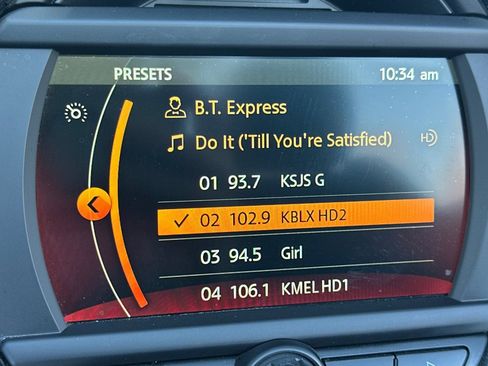 PRESETS 10:34 am
B.T. Express
Do It ('Till You're Satisfied) HD
01 93.7 KSJS G
02 102.9 KBLX HD2
03 94.5 Girl
04 106.1 KMEL HD1